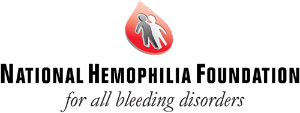 NATIONAL HEMOPHILIA FOUNDATION
for all bleeding disorders